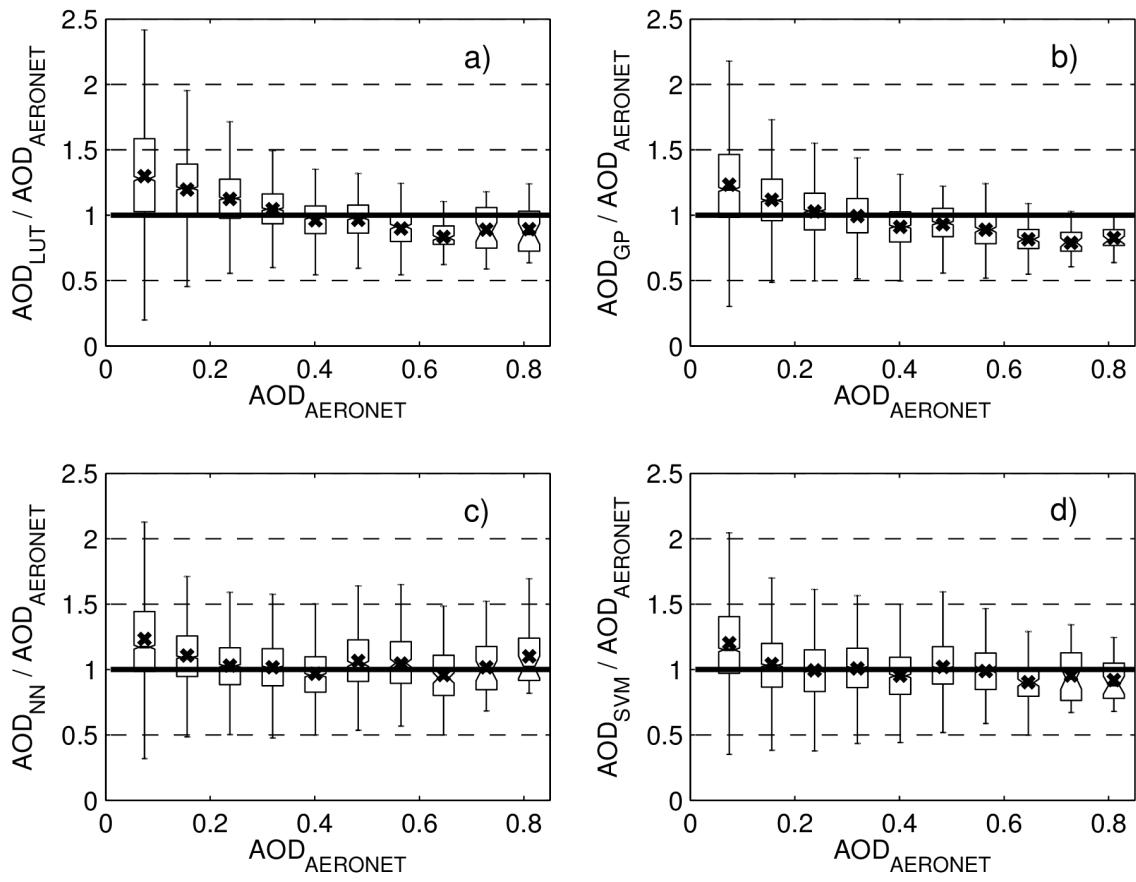 a)
AOD_LUT / AOD_AERONET
2.5
2
1.5
1
0.5
0
0 0.2 0.4 0.6 0.8
AOD_AERONET
b)
AOD_GP / AOD_AERONET
2.5
2
1.5
1
0.5
0
0 0.2 0.4 0.6 0.8
AOD_AERONET
c)
AOD_NN / AOD_AERONET
2.5
2
1.5
1
0.5
0
0.2 0.4 0.6 0.8
AOD_AERONET
d)
AOD_SVM / AOD_AERONET
2.5
2
1.5
1
0.5
0
0.2 0.4 0.6 0.8
AOD_AERONET